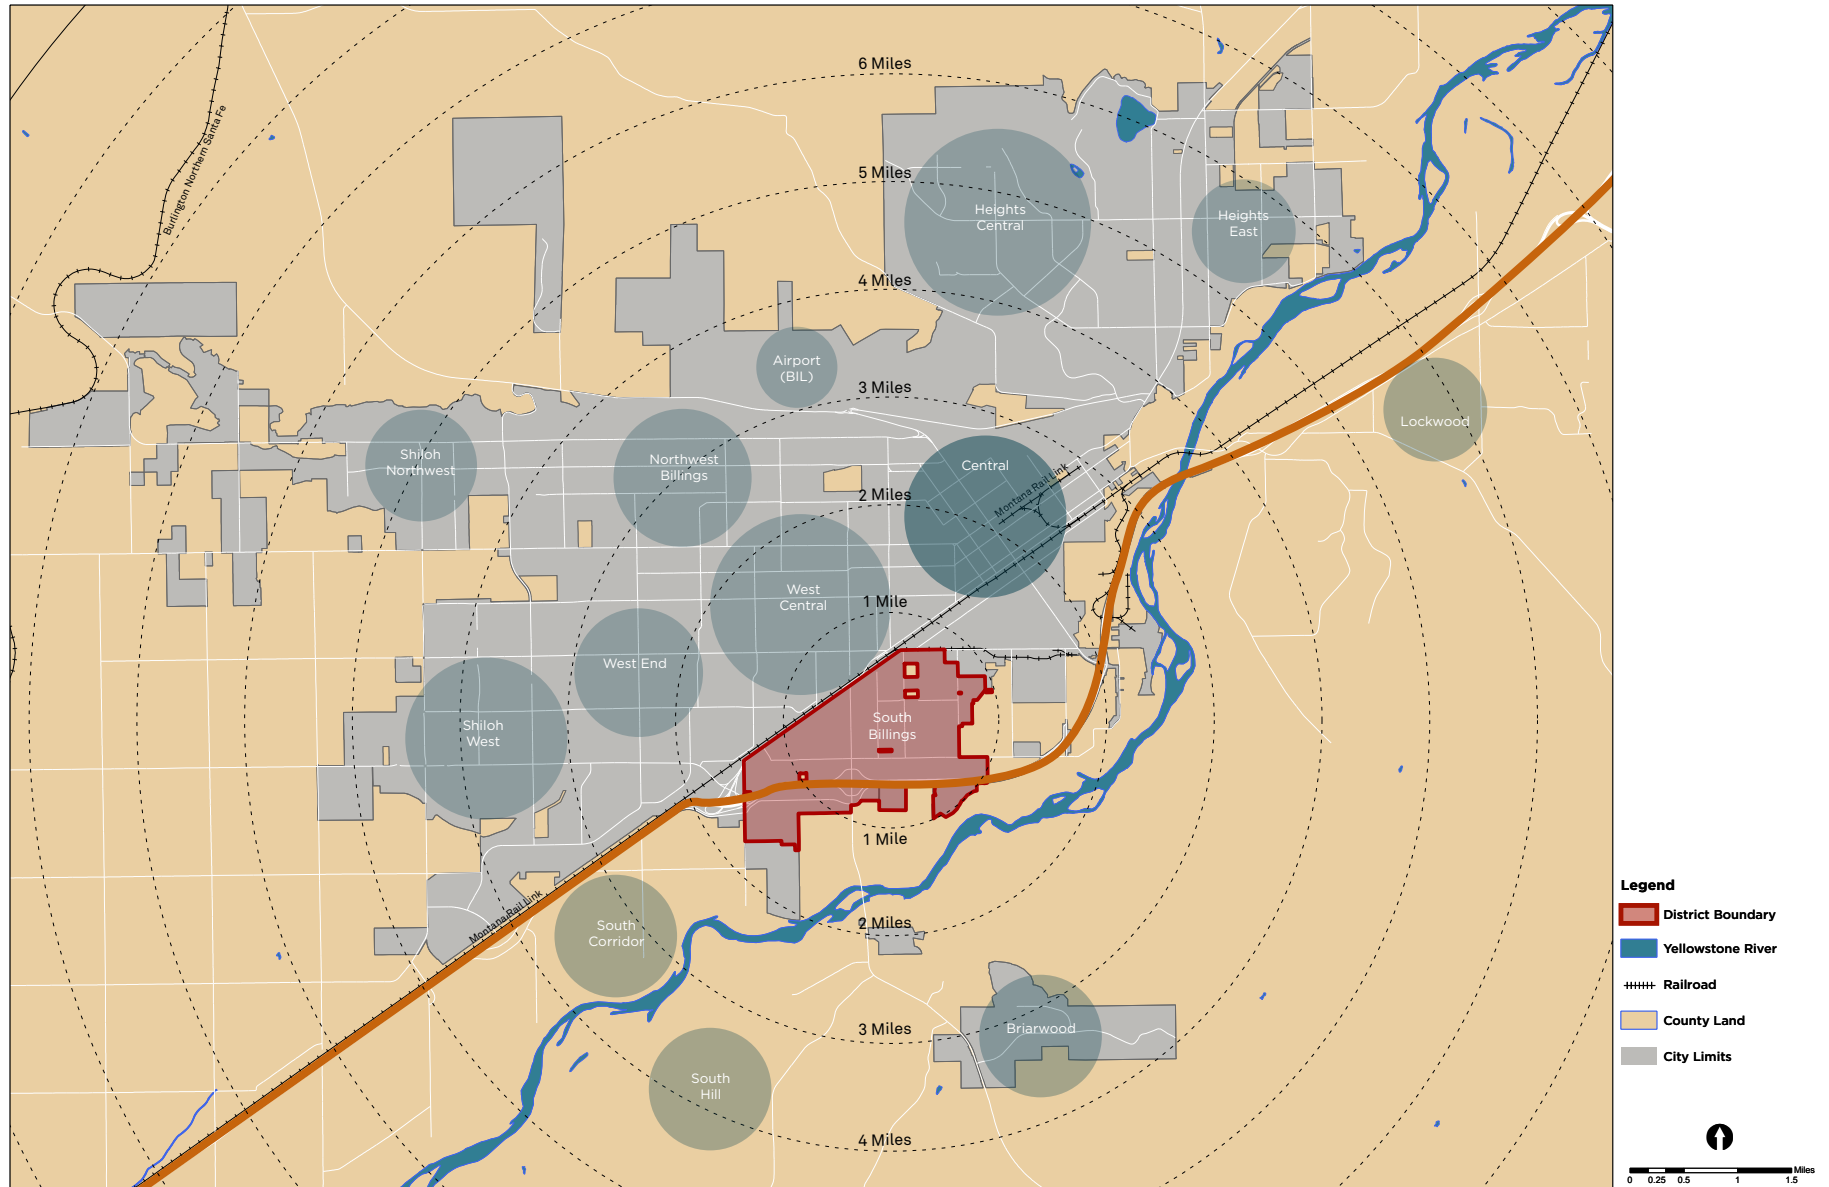 6 Miles
Burlington Northern Santa Fe
5 Miles
Heights
Central
Heights
East
4 Miles
Airport
(BIL)
3 Miles
Lockwood
Shiloh
Northwest
Northwest
Billings
Central
Montana Rail Link
2 Miles
West
Central
1 Mile
West End
Shiloh
West
South
Billings
1 Mile
Montana Rail Link
South
Corridor
2 Miles
3 Miles
Briarwood
South
Hill
4 Miles
Legend
District Boundary
Yellowstone River
Railroad
County Land
City Limits
Miles
0 0.25 0.5 1 1.5